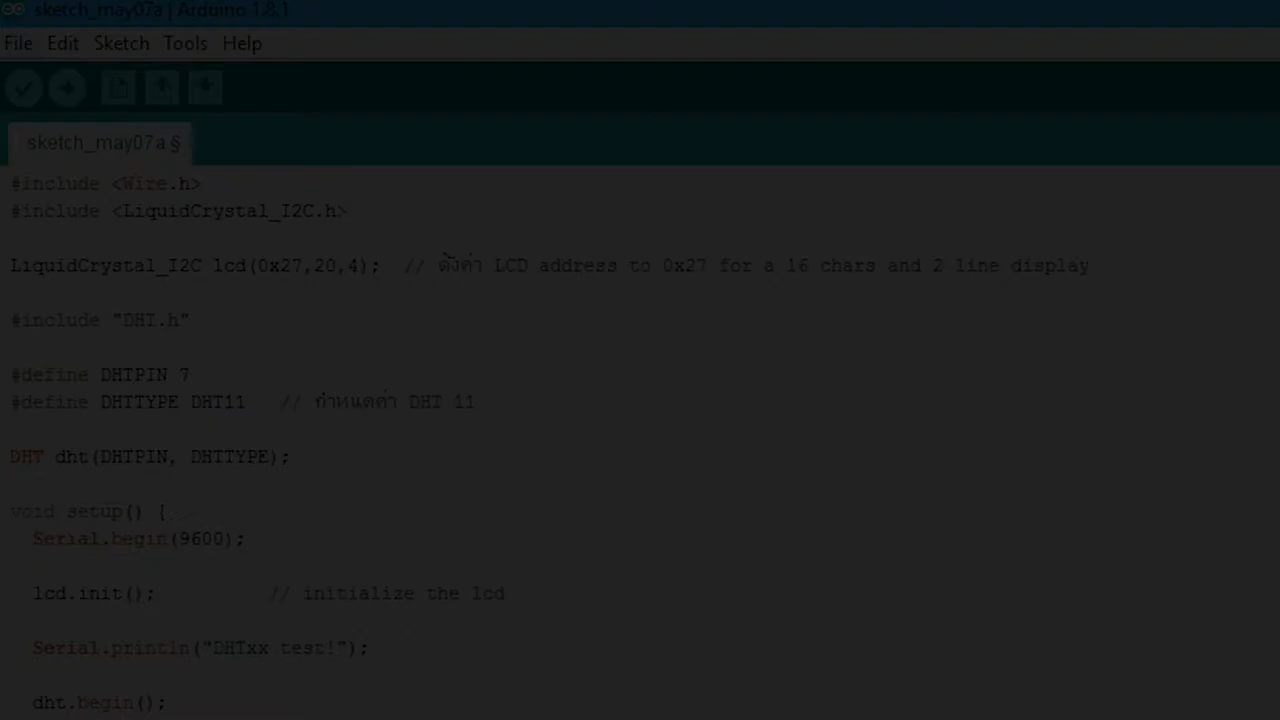 sketch_may07a | Arduino 1.8.1
File Edit Sketch Tools Help
sketch_may07a §
#include <Wire.h>
#include <LiquidCrystal_I2C.h>
LiquidCrystal_I2C lcd(0x27,20,4); // ตั้งค่า LCD address to 0x27 for a 16 chars and 2 line display
#include "DHT.h"
#define DHTPIN 7
#define DHTTYPE DHT11 // กำหนดค่า DHT 11
DHT dht(DHTPIN, DHTTYPE);
void setup() {
Serial.begin(9600);
lcd.init(); // initialize the lcd
Serial.println("DHTxx test!");
dht.begin();